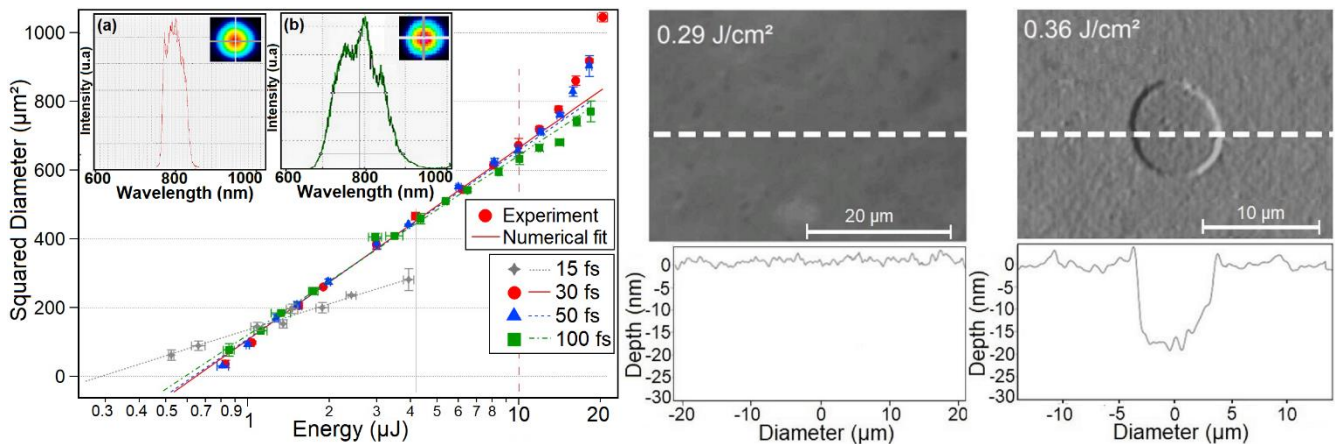 Squared Diameter (µm²)
1000
800
600
400
200
0
(a)
Intensity (u.a)
600 800 1000
Wavelength (nm)
(b)
Intensity (u.a)
600 800 1000
Wavelength (nm)
Experiment
Numerical fit
15 fs
30 fs
50 fs
100 fs
0.3 0.4 0.5 0.7 0.9 1 2 3 4 5 6 8 10 20
Energy (µJ)
0.29 J/cm²
20 µm
Depth (nm)
0
-5
-10
-15
-20
-25
-30
-20 -10 0 10 20
Diameter (µm)
0.36 J/cm²
10 µm
Depth (nm)
0
-5
-10
-15
-20
-25
-30
-10 -5 0 5 10
Diameter (µm)